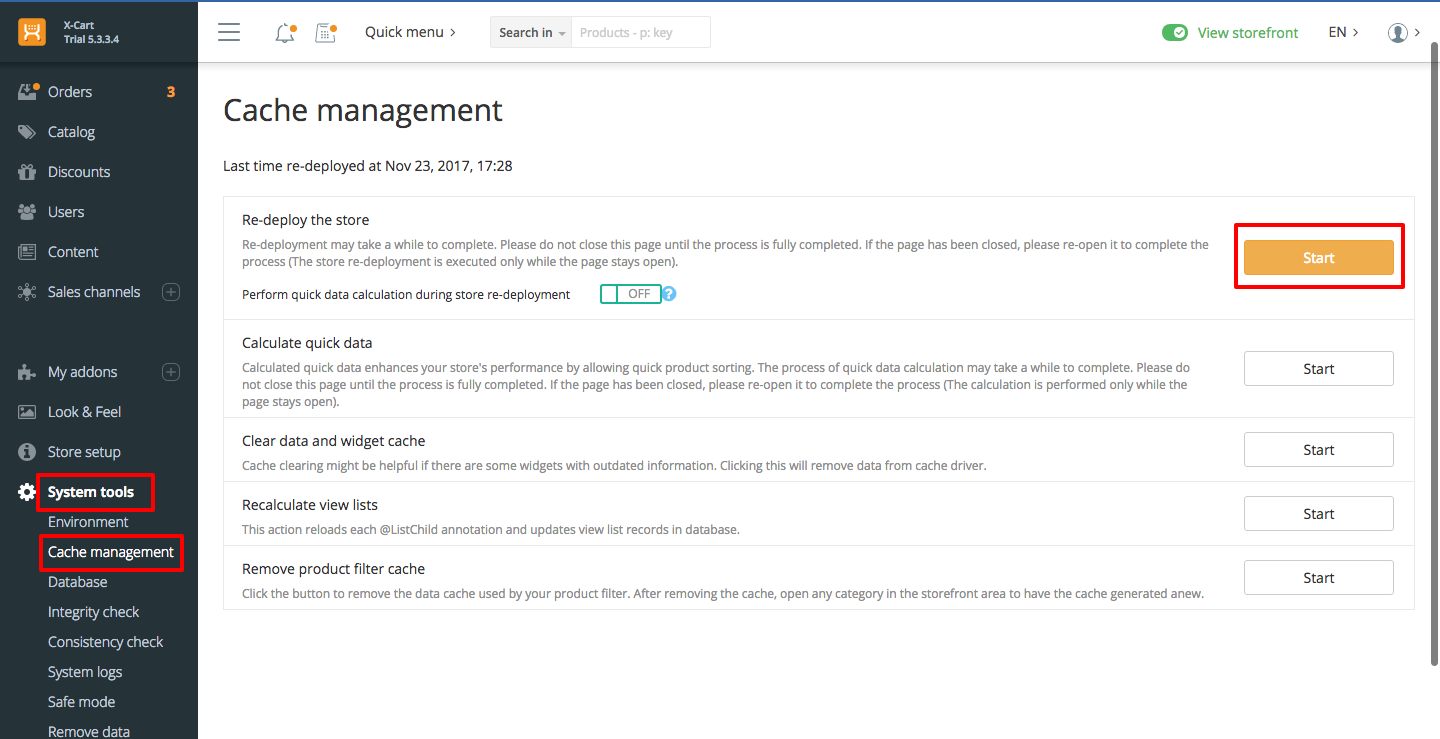 X-Cart
Trial 5.3.3.4
Quick menu
Search in
Products - p: key
View storefront
EN
Orders
3
Catalog
Discounts
Users
Content
Sales channels
My addons
Look & Feel
Store setup
System tools
Environment
Cache management
Database
Integrity check
Consistency check
System logs
Safe mode
Remove data
Cache management
Last time re-deployed at Nov 23, 2017, 17:28
Re-deploy the store
Re-deployment may take a while to complete. Please do not close this page until the process is fully completed. If the page has been closed, please re-open it to complete the
process (The store re-deployment is executed only while the page stays open).
Start
Perform quick data calculation during store re-deployment
OFF
?
Calculate quick data
Calculated quick data enhances your store's performance by allowing quick product sorting. The process of quick data calculation may take a while to complete. Please do
not close this page until the process is fully completed. If the page has been closed, please re-open it to complete the process (The calculation is performed only while the
page stays open).
Start
Clear data and widget cache
Cache clearing might be helpful if there are some widgets with outdated information. Clicking this will remove data from cache driver.
Start
Recalculate view lists
This action reloads each @ListChild annotation and updates view list records in database.
Start
Remove product filter cache
Click the button to remove the data cache used by your product filter. After removing the cache, open any category in the storefront area to have the cache generated anew.
Start